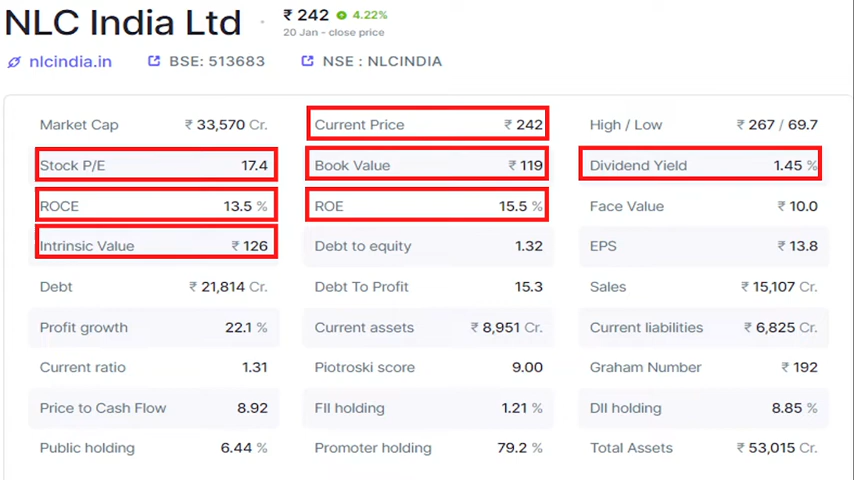 NLC India Ltd
₹ 242 4.22%
20 Jan - close price
nlcindia.in BSE: 513683 NSE : NLCINDIA
Market Cap ₹ 33,570 Cr. Current Price ₹ 242 High / Low ₹ 267 / 69.7
Stock P/E 17.4 Book Value ₹ 119 Dividend Yield 1.45 %
ROCE 13.5 % ROE 15.5 % Face Value ₹ 10.0
Intrinsic Value ₹ 126 Debt to equity 1.32 EPS ₹ 13.8
Debt ₹ 21,814 Cr. Debt To Profit 15.3 Sales ₹ 15,107 Cr.
Profit growth 22.1 % Current assets ₹ 8,951 Cr. Current liabilities ₹ 6,825 Cr.
Current ratio 1.31 Piotroski score 9.00 Graham Number ₹ 192
Price to Cash Flow 8.92 FII holding 1.21 % DII holding 8.85 %
Public holding 6.44 % Promoter holding 79.2 % Total Assets ₹ 53,015 Cr.